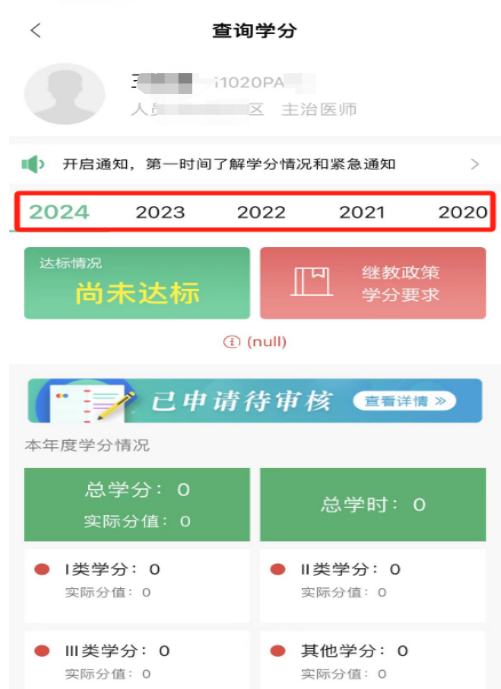 查询学分
i1020PA
区 主治医师
开启通知，第一时间了解学分情况和紧急通知
2024 2023 2022 2021 2020
达标情况
尚未达标
继教政策
学分要求
(null)
已申请待审核 查看详情
本年度学分情况
总学分：0
实际分值：0
总学时：0
I类学分：0
实际分值：0
II类学分：0
实际分值：0
III类学分：0
实际分值：0
其他学分：0
实际分值：0